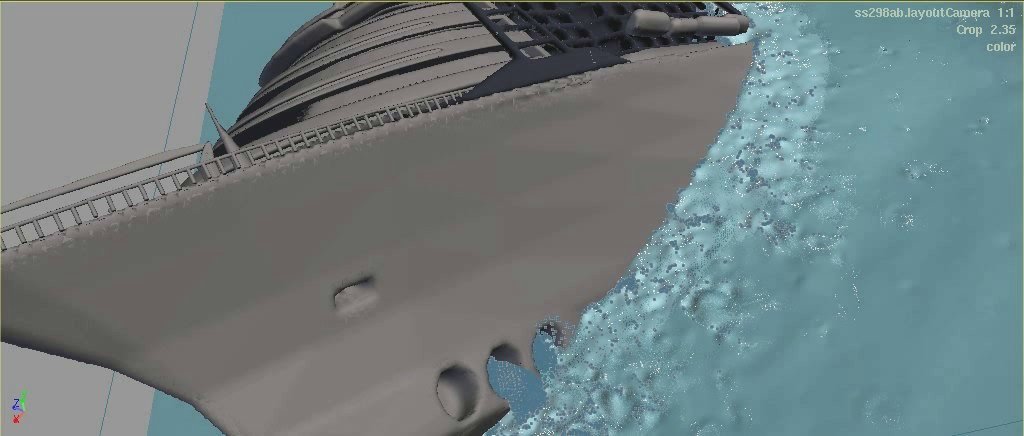 ss298ab.layoutCamera 1:1
Crop 2.35
color
Z
X